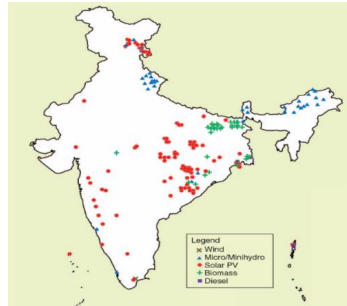 Legend
Wind
Micro/Minihydro
Solar PV
Biomass
Diesel